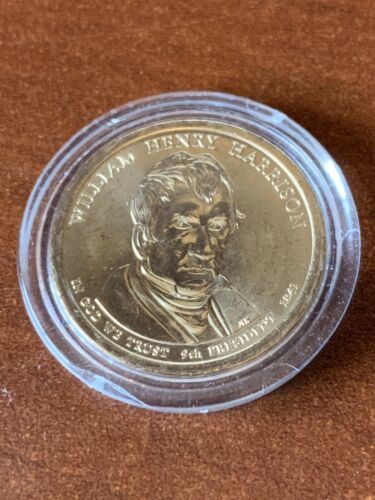 WILLIAM HENRY HARRISON
IN GOD WE TRUST 9th PRESIDENT 1841